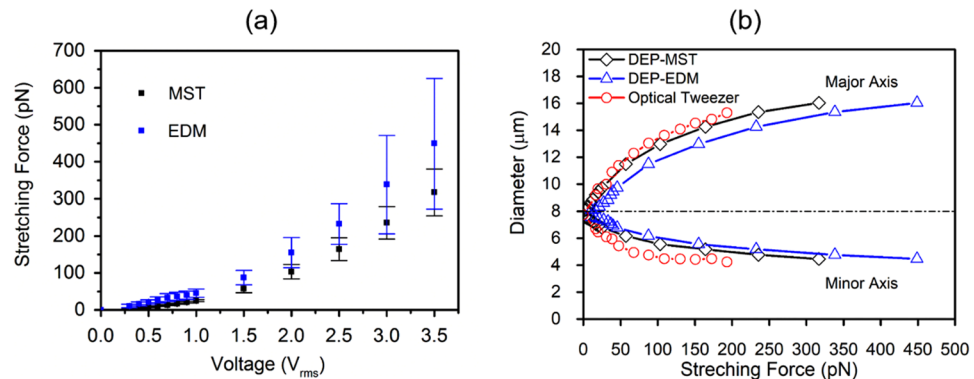 (a)
700
600
500
400
300
200
100
0
Stretching Force (pN)
MST
EDM
0.0 0.5 1.0 1.5 2.0 2.5 3.0 3.5
Voltage (Vrms)
(b)
20
18
16
14
12
10
8
6
4
2
0
Diameter (μm)
DEP-MST
DEP-EDM
Optical Tweezer
Major Axis
Minor Axis
0 50 100 150 200 250 300 350 400 450 500
Streching Force (pN)